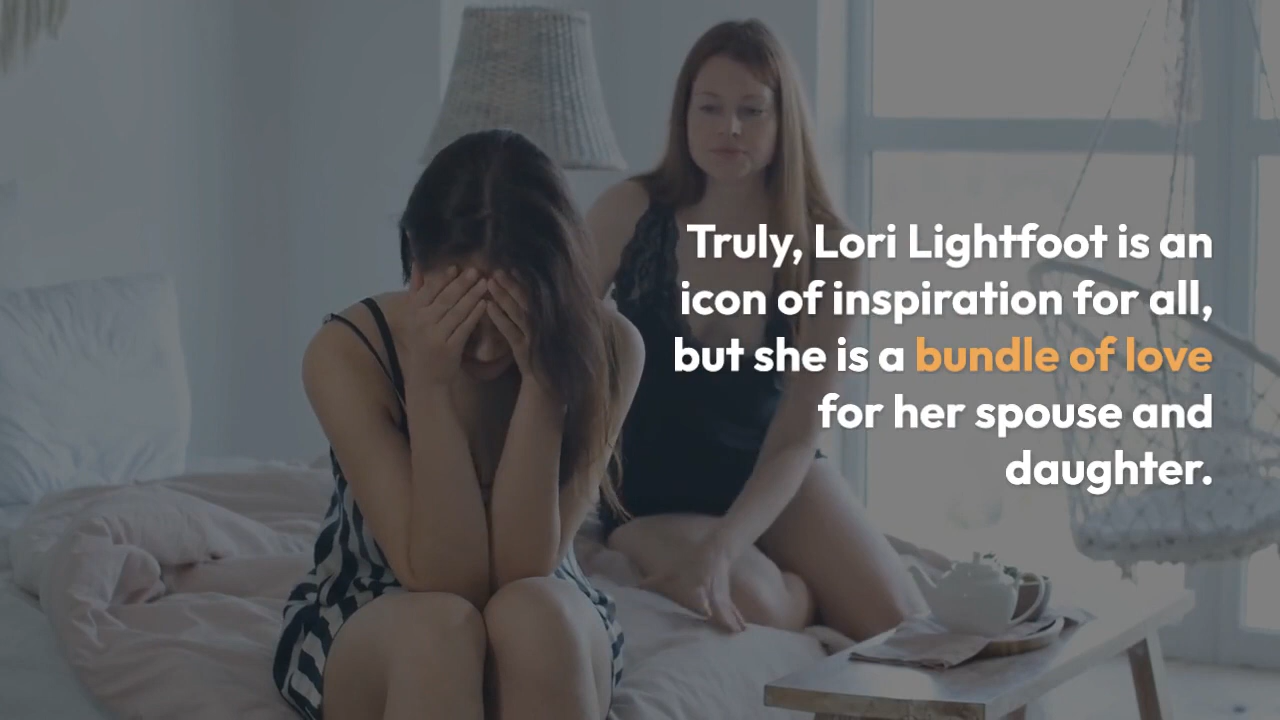 Truly, Lori Lightfoot is an
icon of inspiration for all,
but she is a bundle of love
for her spouse and
daughter.